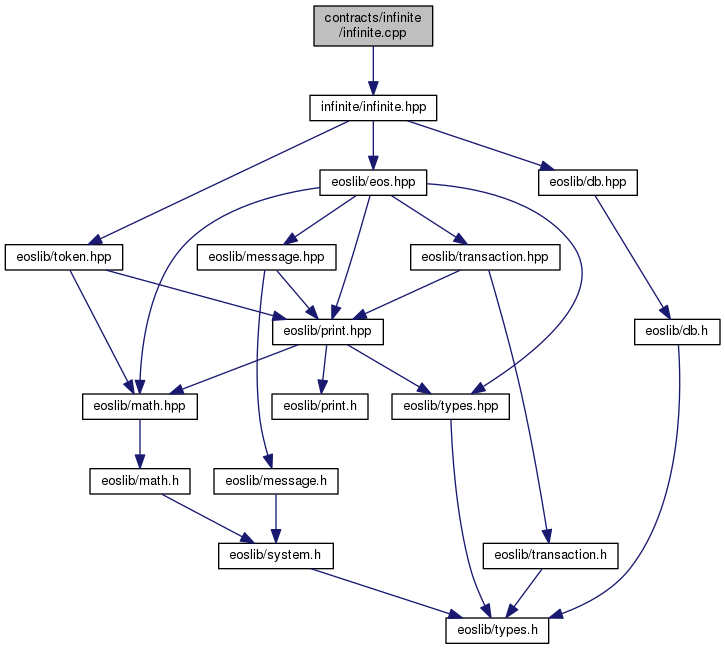 contracts/infinite
/infinite.cpp
infinite/infinite.hpp
eoslib/eos.hpp
eoslib/db.hpp
eoslib/token.hpp
eoslib/message.hpp
eoslib/transaction.hpp
eoslib/print.hpp
eoslib/db.h
eoslib/math.hpp
eoslib/print.h
eoslib/types.hpp
eoslib/math.h
eoslib/message.h
eoslib/system.h
eoslib/transaction.h
eoslib/types.h